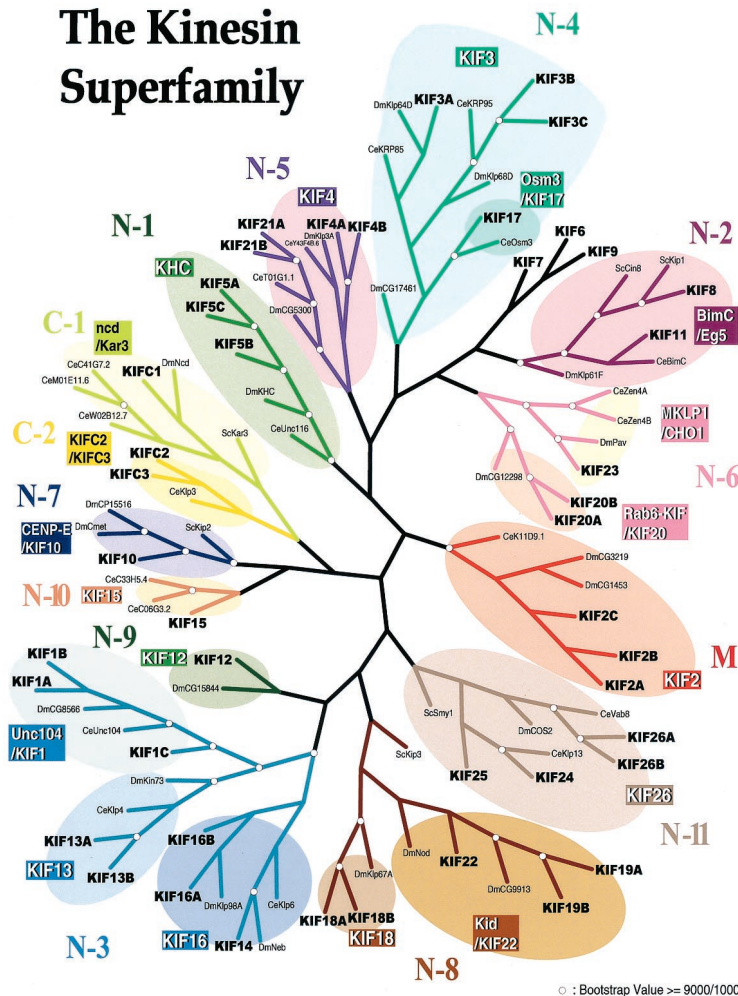 The Kinesin
Superfamily
N-4
KIF3
KIF3B
KIF3A
CeKRP95
DmKlp64D
KIF3C
CeKRP85
DmKlp68D
Osm3
/KIF17
KIF17
CeOsm3
DmCG17461
N-5
KIF4
KIF21A
KIF4A
KIF4B
DmKlp3A
CeY43F4B.6
KIF21B
CeT01G1.1
DmCG5300
N-1
KHC
KIF5A
KIF5C
KIF5B
DmKHC
CeUnc116
KIF6
KIF9
KIF7
N-2
ScKip1
ScCin8
KIF8
BimC
/Eg5
KIF11
CeBimC
DmKlp61F
C-1
ncd
/Kar3
CeC41G7.2
DmNcd
KIFC1
CeM01E11.6
CeW02B12.7
ScKar3
C-2
KIFC2
/KIFC3
KIFC2
KIFC3
CeKlp3
CeZen4A
CeZen4B
MKLP1
/CHO1
DmPav
KIF23
N-6
DmCG12298
KIF20B
KIF20A
Rab6-KIF
/KIF20
N-7
CENP-E
/KIF10
DmCP15516
DmCmet
ScKip2
KIF10
N-10
KIF15
CeC33H5.4
CeC06G3.2
KIF15
CeK11D9.1
DmCG3219
DmCG1453
KIF2C
KIF2B
KIF2A
KIF2
M
N-9
KIF12
KIF12
DmCG15844
KIF1B
KIF1A
DmCG8566
CeUnc104
Unc104
/KIF1
KIF1C
DmKin73
CeKlp4
KIF13A
KIF13
KIF13B
KIF16B
KIF16A
DmKlp98A
CeKlp6
KIF16
KIF14
DmNeb
N-3
ScSmy1
CeVab8
DmCOS2
KIF26A
KIF26B
CeKlp13
KIF25
KIF24
KIF26
N-11
ScKip3
DmNod
KIF22
DmCG9913
KIF19A
KIF19B
DmKlp67A
KIF18A
KIF18B
KIF18
Kid
/KIF22
N-8
○ : Bootstrap Value >= 9000/1000